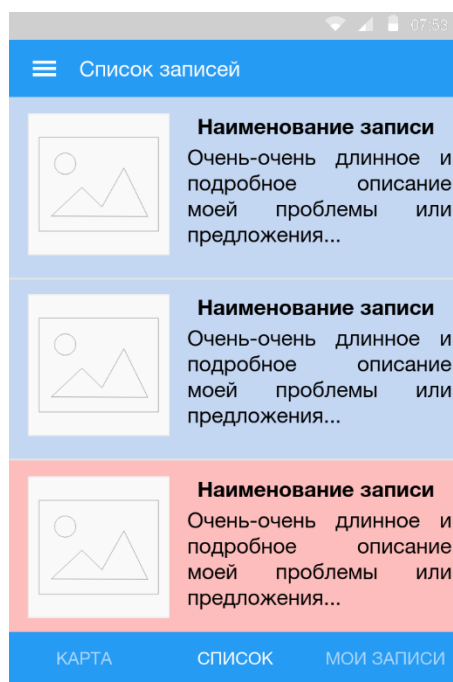 07:53
Список записей
Наименование записи
Очень-очень длинное и
подробное описание
моей проблемы или
предложения...
Наименование записи
Очень-очень длинное и
подробное описание
моей проблемы или
предложения...
Наименование записи
Очень-очень длинное и
подробное описание
моей проблемы или
предложения...
КАРТА СПИСОК МОИ ЗАПИСИ